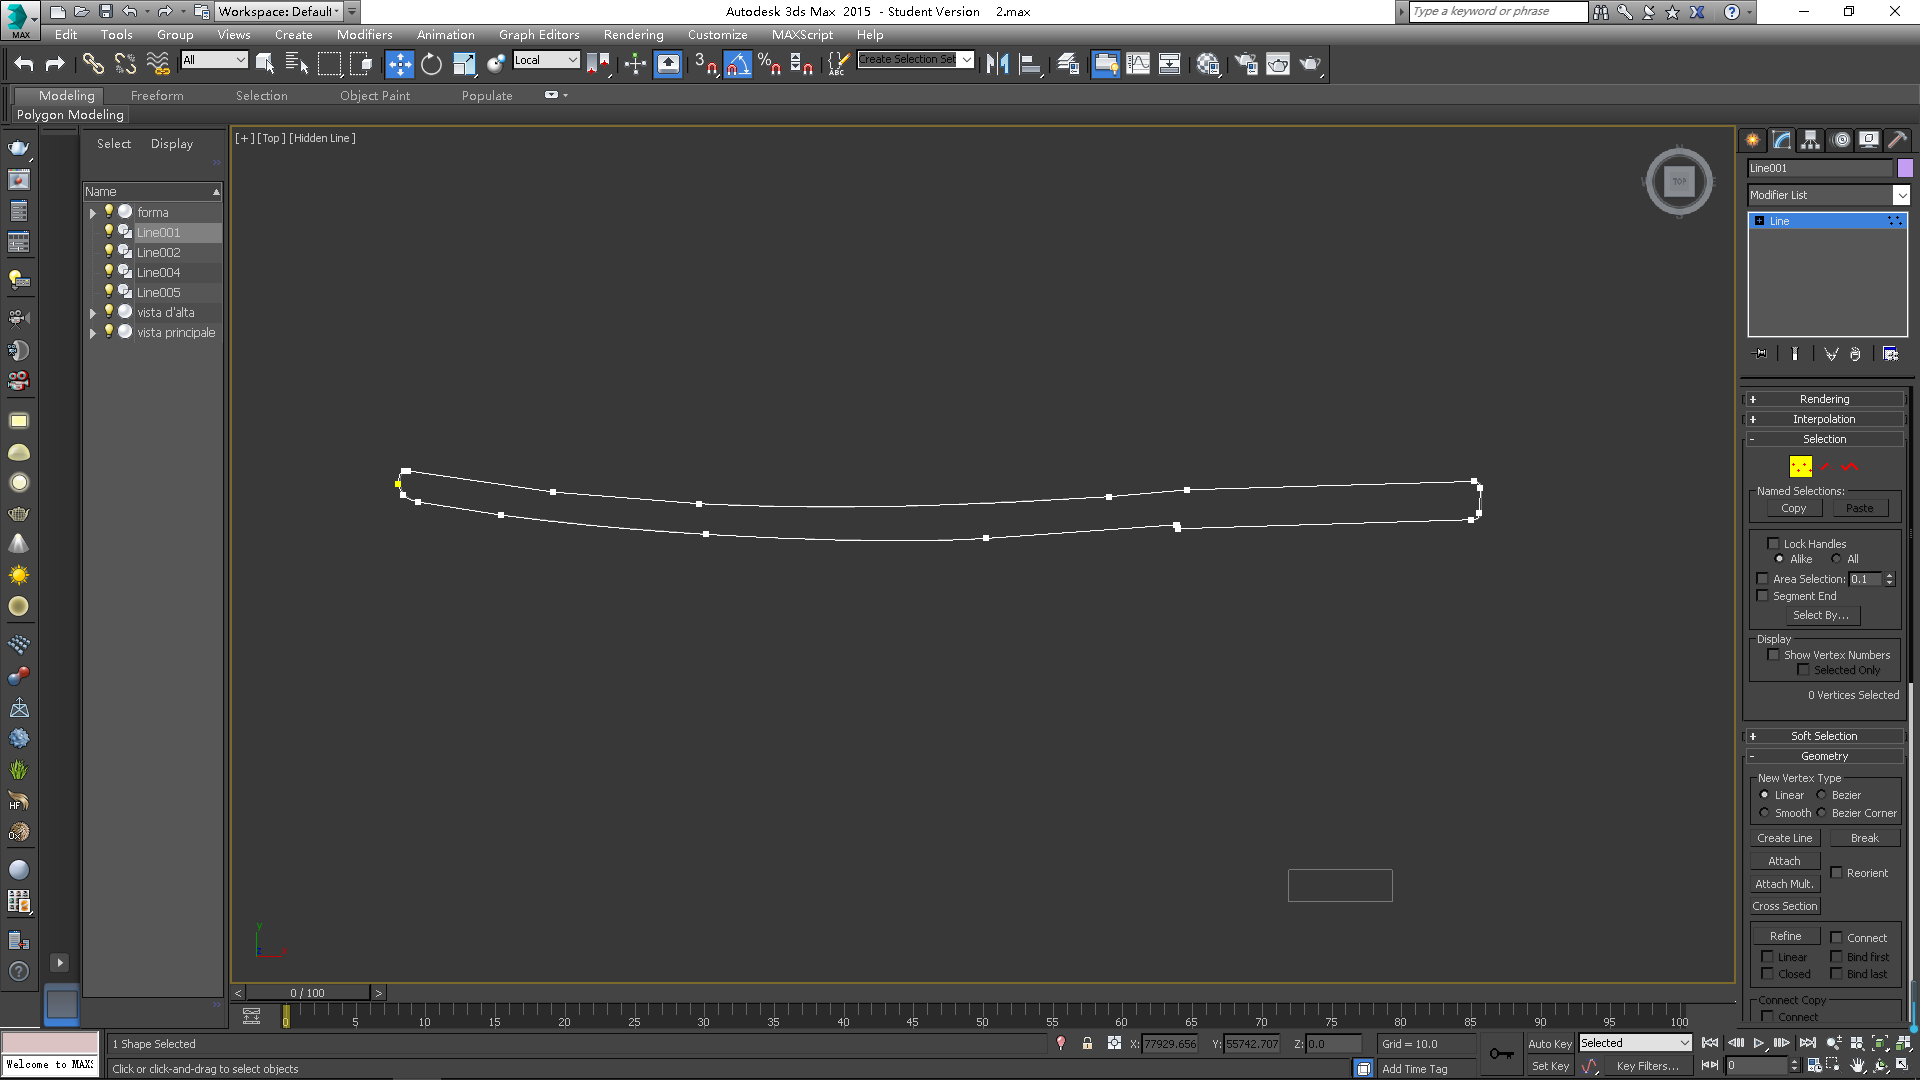 Workspace: Default
Autodesk 3ds Max 2015 - Student Version 2.max
Type a keyword or phrase
MAX
Edit Tools Group Views Create Modifiers Animation Graph Editors Rendering Customize MAXScript Help
All
Local
3
ABC
Create Selection Set
Modeling Freeform Selection Object Paint Populate
Polygon Modeling
Select Display
Name
forma
Line001
Line002
Line004
Line005
vista d'alta
vista principale
[+] [Top] [Hidden Line]
TOP
Line001
Modifier List
Line
Rendering
Interpolation
Selection
Named Selections:
Copy Paste
Lock Handles
Alike All
Area Selection: 0.1
Segment End
Select By...
Display
Show Vertex Numbers
Selected Only
0 Vertices Selected
Soft Selection
Geometry
New Vertex Type
Linear Bezier
Smooth Bezier Corner
Create Line Break
Attach
Reorient
Attach Mult.
Cross Section
Refine Connect
Linear Bind first
Closed Bind last
Connect Copy
Connect
HF
Ox
y
0 / 100
0 5 10 15 20 25 30 35 40 45 50 55 60 65 70 75 80 85 90 95 100
1 Shape Selected
X: 77929.656 Y: 55742.707 Z: 0.0
Grid = 10.0
Auto Key Selected
Welcome to MAX
Click or click-and-drag to select objects
Add Time Tag
Set Key Key Filters...
0